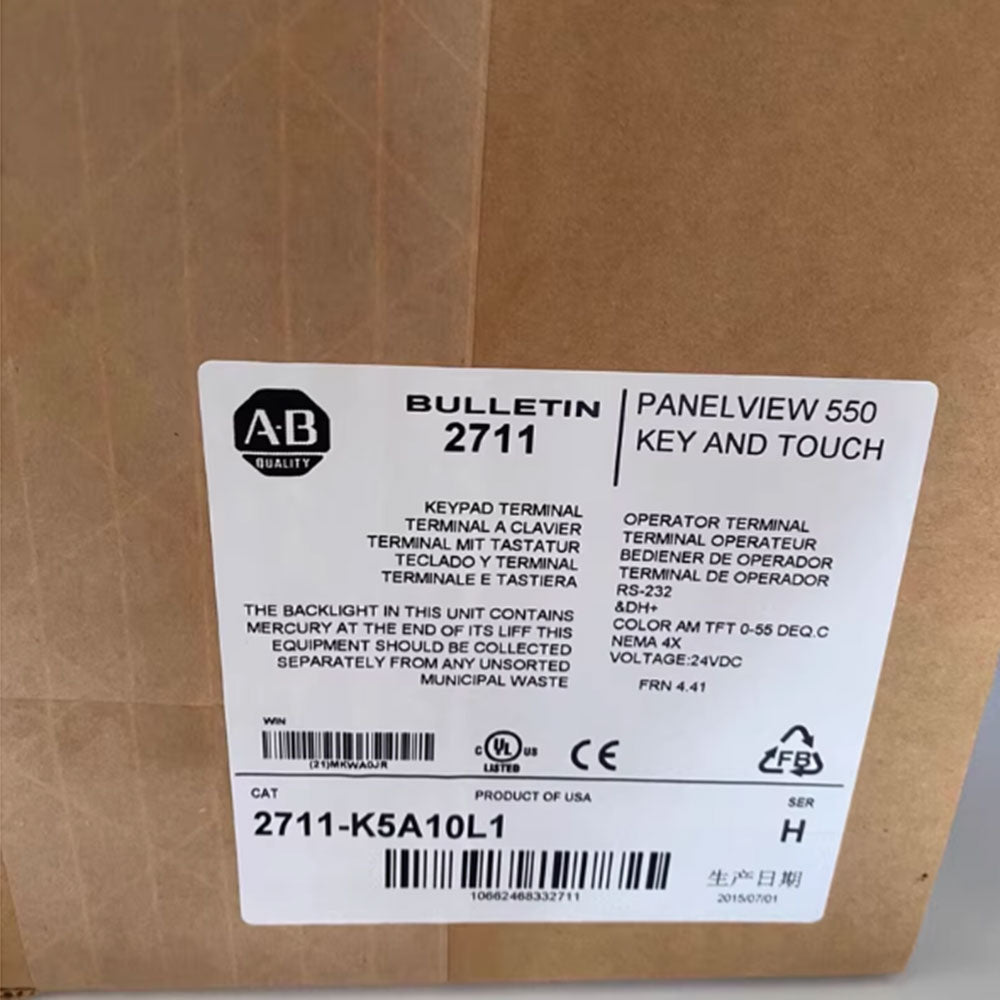 A·B
QUALITY
BULLETIN
2711
PANELVIEW 550
KEY AND TOUCH
KEYPAD TERMINAL
TERMINAL A CLAVIER
TERMINAL MIT TASTATUR
TECLADO Y TERMINAL
TERMINALE E TASTIERA
THE BACKLIGHT IN THIS UNIT CONTAINS
MERCURY AT THE END OF ITS LIFF THIS
EQUIPMENT SHOULD BE COLLECTED
SEPARATELY FROM ANY UNSORTED
MUNICIPAL WASTE
OPERATOR TERMINAL
TERMINAL OPERATEUR
BEDIENER DE OPERADOR
TERMINAL DE OPERADOR
RS-232
&DH+
COLOR AM TFT 0-55 DEQ.C
NEMA 4X
VOLTAGE:24VDC
FRN 4.41
WIN
(21)MKWA0JR
C UL US
LISTED
CE
FB
CAT
PRODUCT OF USA
SER
2711-K5A10L1
H
10662468332711
生产日期
2015/07/01